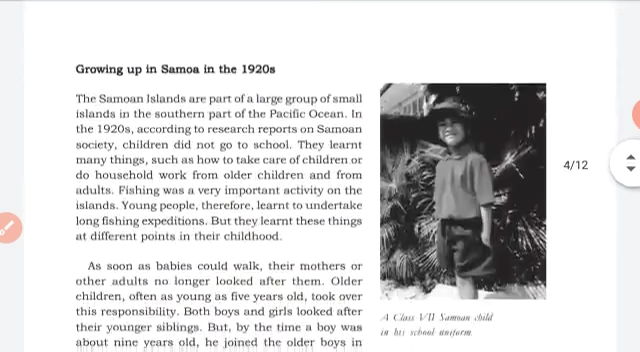 Growing up in Samoa in the 1920s
The Samoan Islands are part of a large group of small
islands in the southern part of the Pacific Ocean. In
the 1920s, according to research reports on Samoan
society, children did not go to school. They learnt
many things, such as how to take care of children or
do household work from older children and from
adults. Fishing was a very important activity on the
islands. Young people, therefore, learnt to undertake
long fishing expeditions. But they learnt these things
at different points in their childhood.
As soon as babies could walk, their mothers or
other adults no longer looked after them. Older
children, often as young as five years old, took over
this responsibility. Both boys and girls looked after
their younger siblings. But, by the time a boy was
about nine years old, he joined the older boys in
A Class VII Samoan child
in his school uniform.
4/12